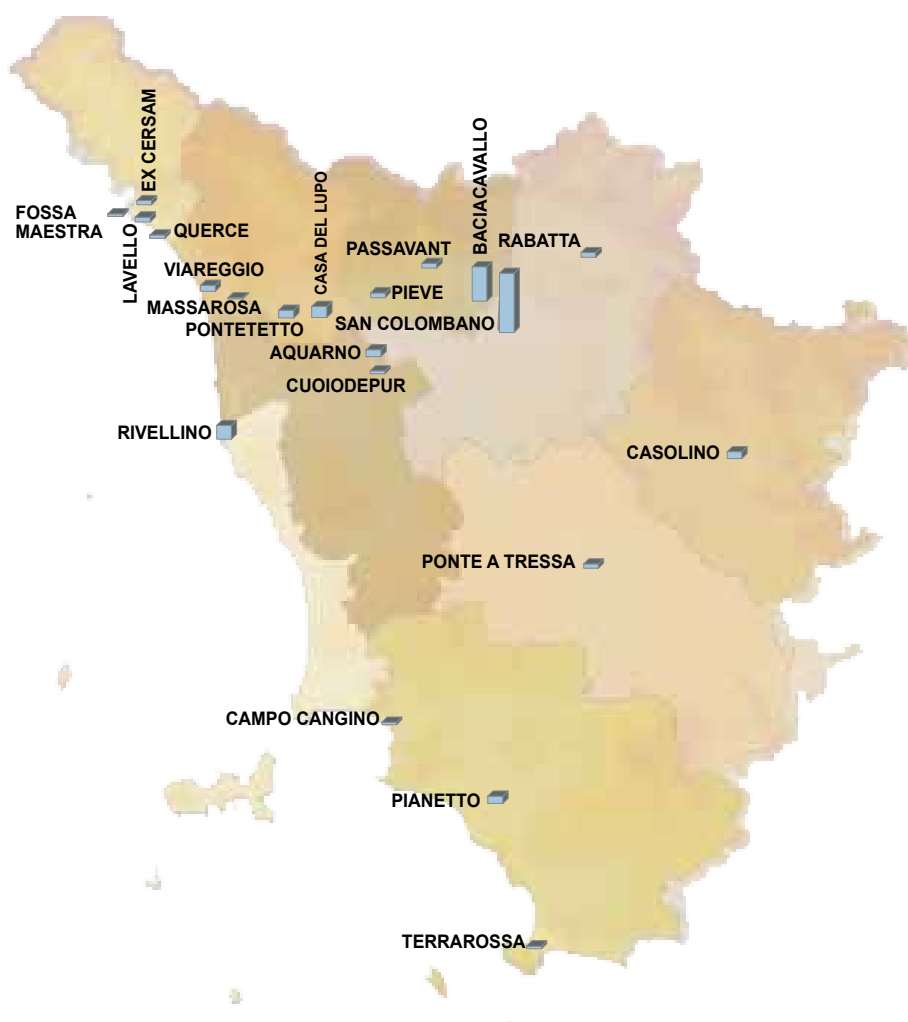 EX CERSAM
FOSSA
MAESTRA
LAVELLO
QUERCE
VIAREGGIO
MASSAROSA
PONTETETTO
CASA DEL LUPO
PASSAVANT
PIEVE
BACIACAVALLO
RABATTA
SAN COLOMBANO
AQUARNO
CUOIODEPUR
RIVELLINO
CASOLINO
PONTE A TRESSA
CAMPO CANGINO
PIANETTO
TERRAROSSA